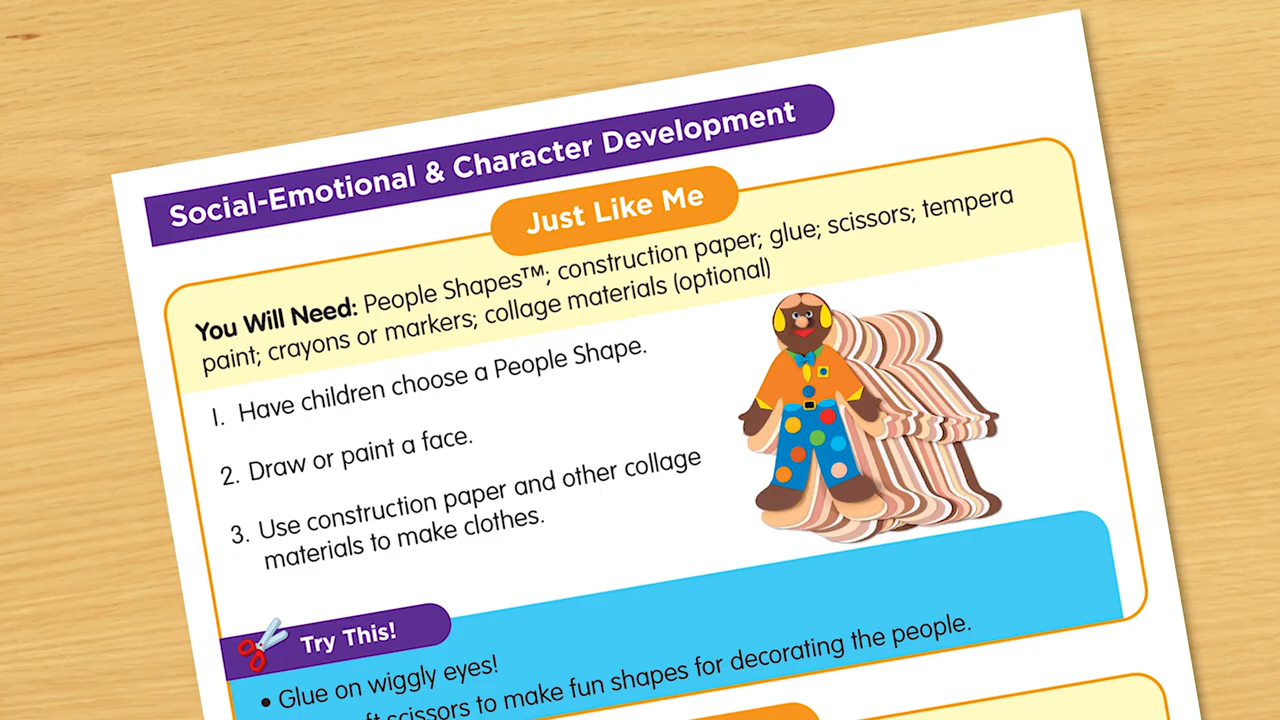 Social-Emotional & Character Development
Just Like Me
You Will Need: People Shapes™; construction paper; glue; scissors; tempera
paint; crayons or markers; collage materials (optional)
1. Have children choose a People Shape.
2. Draw or paint a face.
3. Use construction paper and other collage
materials to make clothes.
Try This!
• Glue on wiggly eyes!
scissors to make fun shapes for decorating the people.